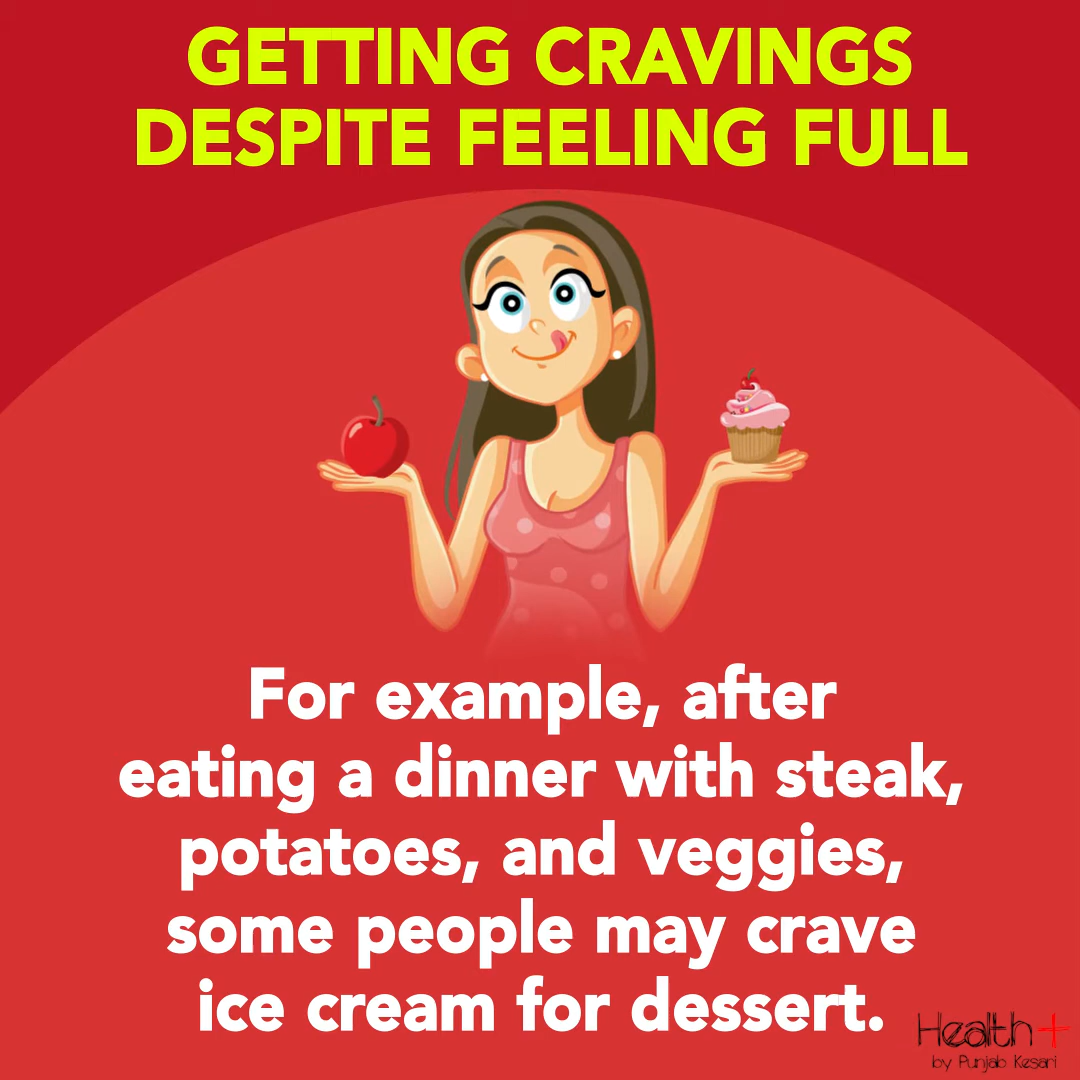 GETTING CRAVINGS
DESPITE FEELING FULL
For example, after
eating a dinner with steak,
potatoes, and veggies,
some people may crave
ice cream for dessert.
Health+
by Punjab Kesari